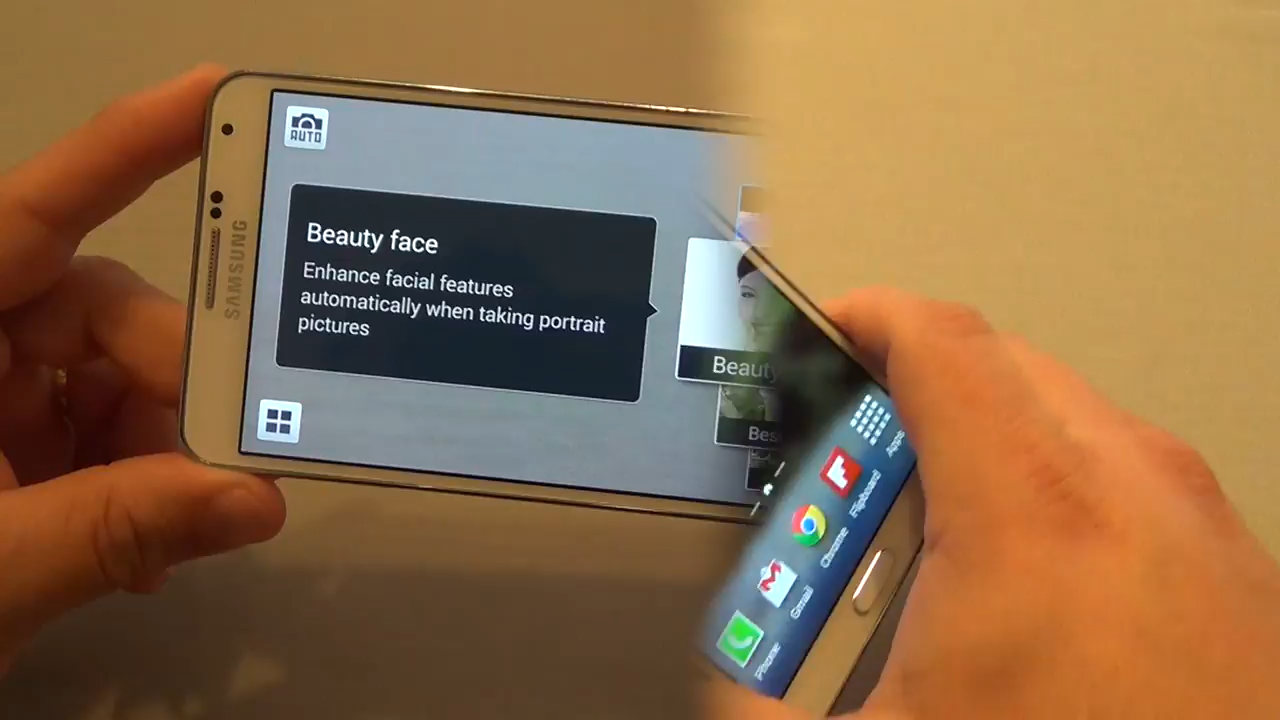 AUTO
SAMSUNG
Beauty face
Enhance facial features
automatically when taking portrait
pictures
Beauty
Bes
Apps
Flipboard
Chrome
Gmail
Phone